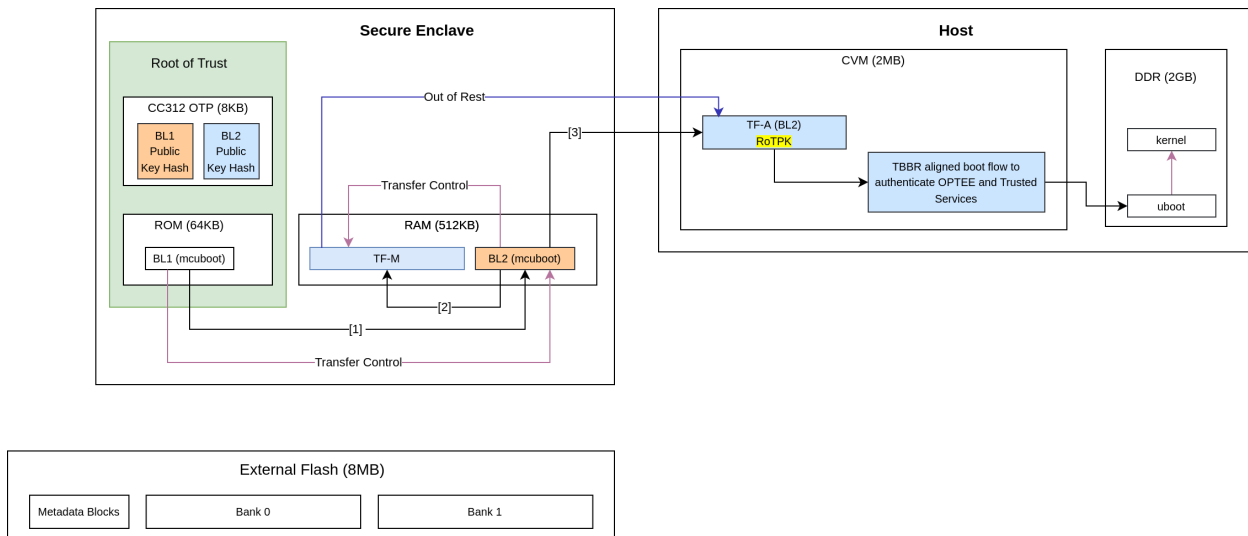 Secure Enclave
Root of Trust
CC312 OTP (8KB)
BL1
Public
Key Hash
BL2
Public
Key Hash
ROM (64KB)
BL1 (mcuboot)
RAM (512KB)
TF-M
BL2 (mcuboot)
Out of Rest
Transfer Control
[3]
[2]
[1]
Transfer Control
Host
CVM (2MB)
TF-A (BL2)
RoTPK
TBBR aligned boot flow to
authenticate OPTEE and Trusted
Services
DDR (2GB)
kernel
uboot
External Flash (8MB)
Metadata Blocks
Bank 0
Bank 1